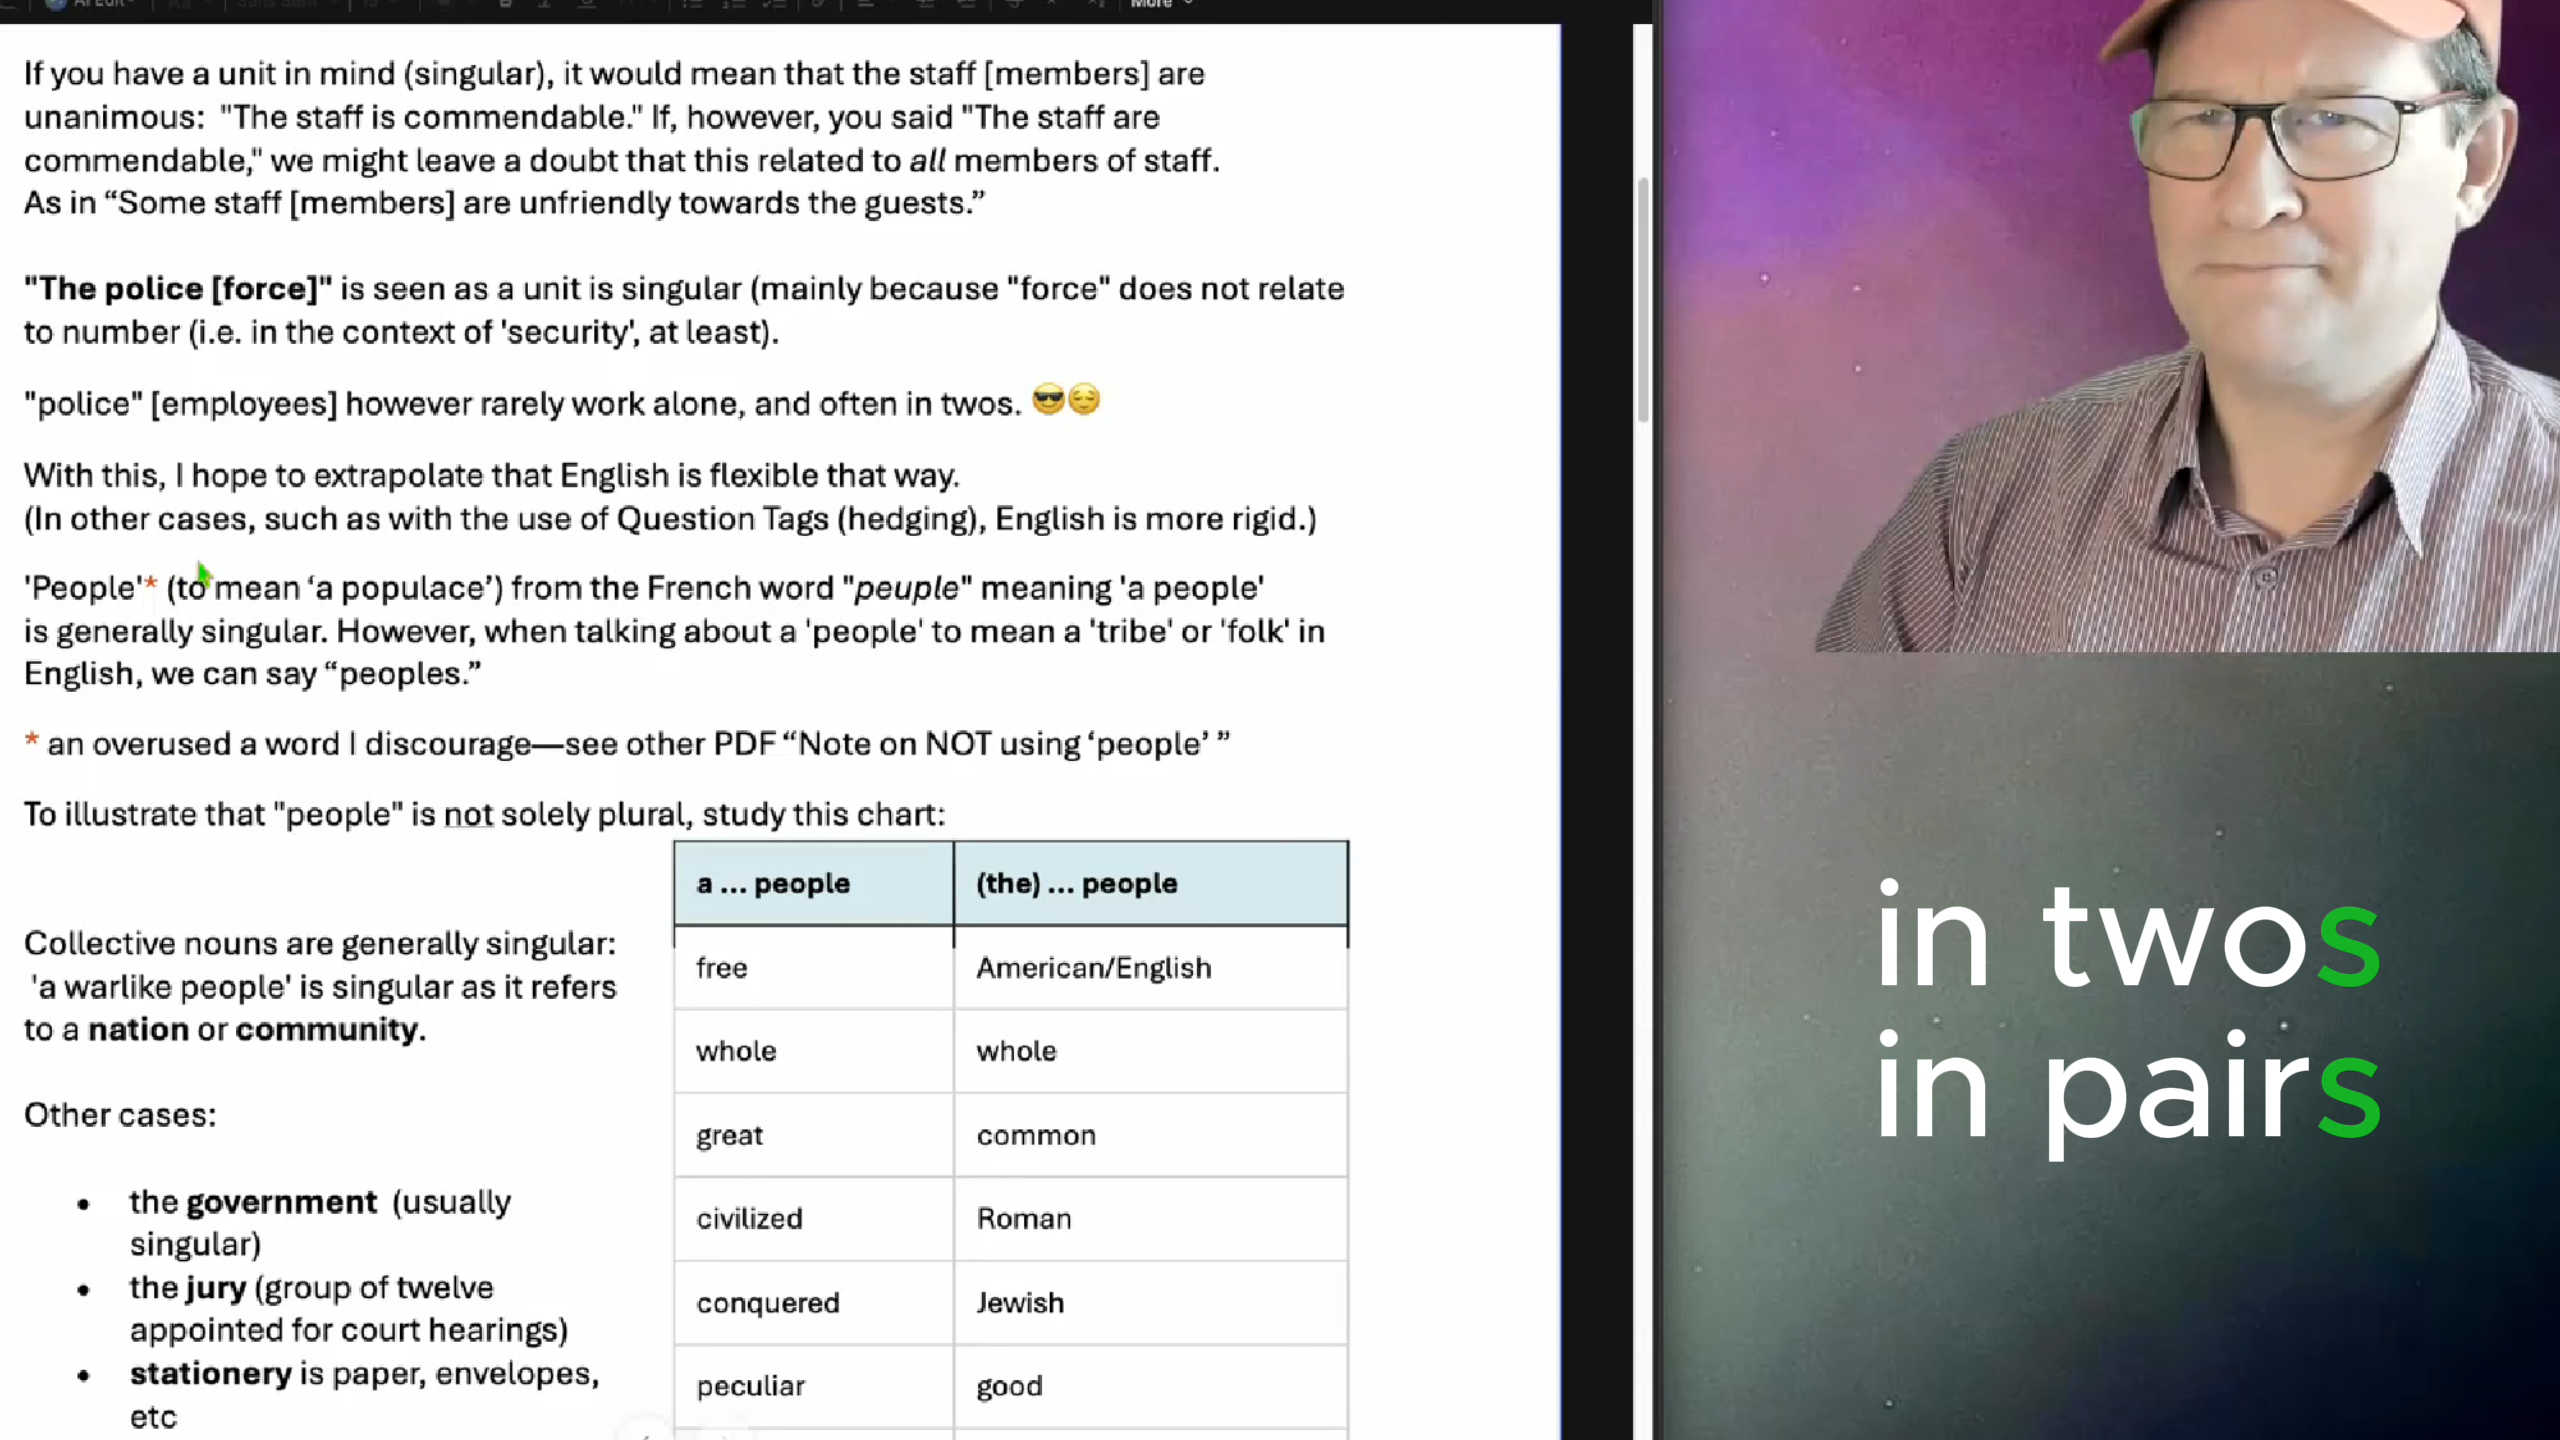 More
If you have a unit in mind (singular), it would mean that the staff [members] are
unanimous: "The staff is commendable." If, however, you said "The staff are
commendable," we might leave a doubt that this related to all members of staff.
As in “Some staff [members] are unfriendly towards the guests.”
"The police [force]" is seen as a unit is singular (mainly because "force" does not relate
to number (i.e. in the context of 'security', at least).
"police" [employees] however rarely work alone, and often in twos. 😎😌
With this, I hope to extrapolate that English is flexible that way.
(In other cases, such as with the use of Question Tags (hedging), English is more rigid.)
'People'* (to mean ‘a populace’) from the French word "peuple" meaning 'a people'
is generally singular. However, when talking about a 'people' to mean a 'tribe' or 'folk' in
English, we can say “peoples.”
* an overused a word I discourage—see other PDF “Note on NOT using ‘people’ ”
To illustrate that "people" is not solely plural, study this chart:
Collective nouns are generally singular:
'a warlike people' is singular as it refers
to a nation or community.
Other cases:
• the government (usually
singular)
• the jury (group of twelve
appointed for court hearings)
• stationery is paper, envelopes,
etc
a ... people (the) ... people
free American/English
whole whole
great common
civilized Roman
conquered Jewish
peculiar good
in twos
in pairs